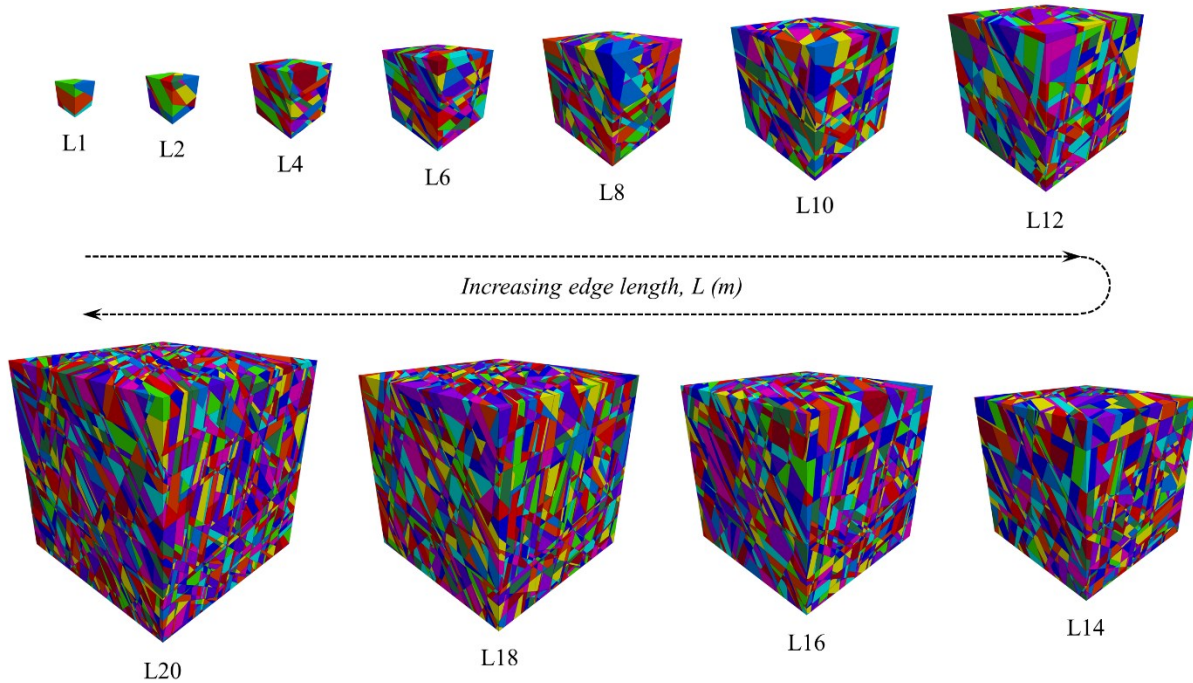 L1
L2
L4
L6
L8
L10
L12
Increasing edge length, L (m)
L20
L18
L16
L14